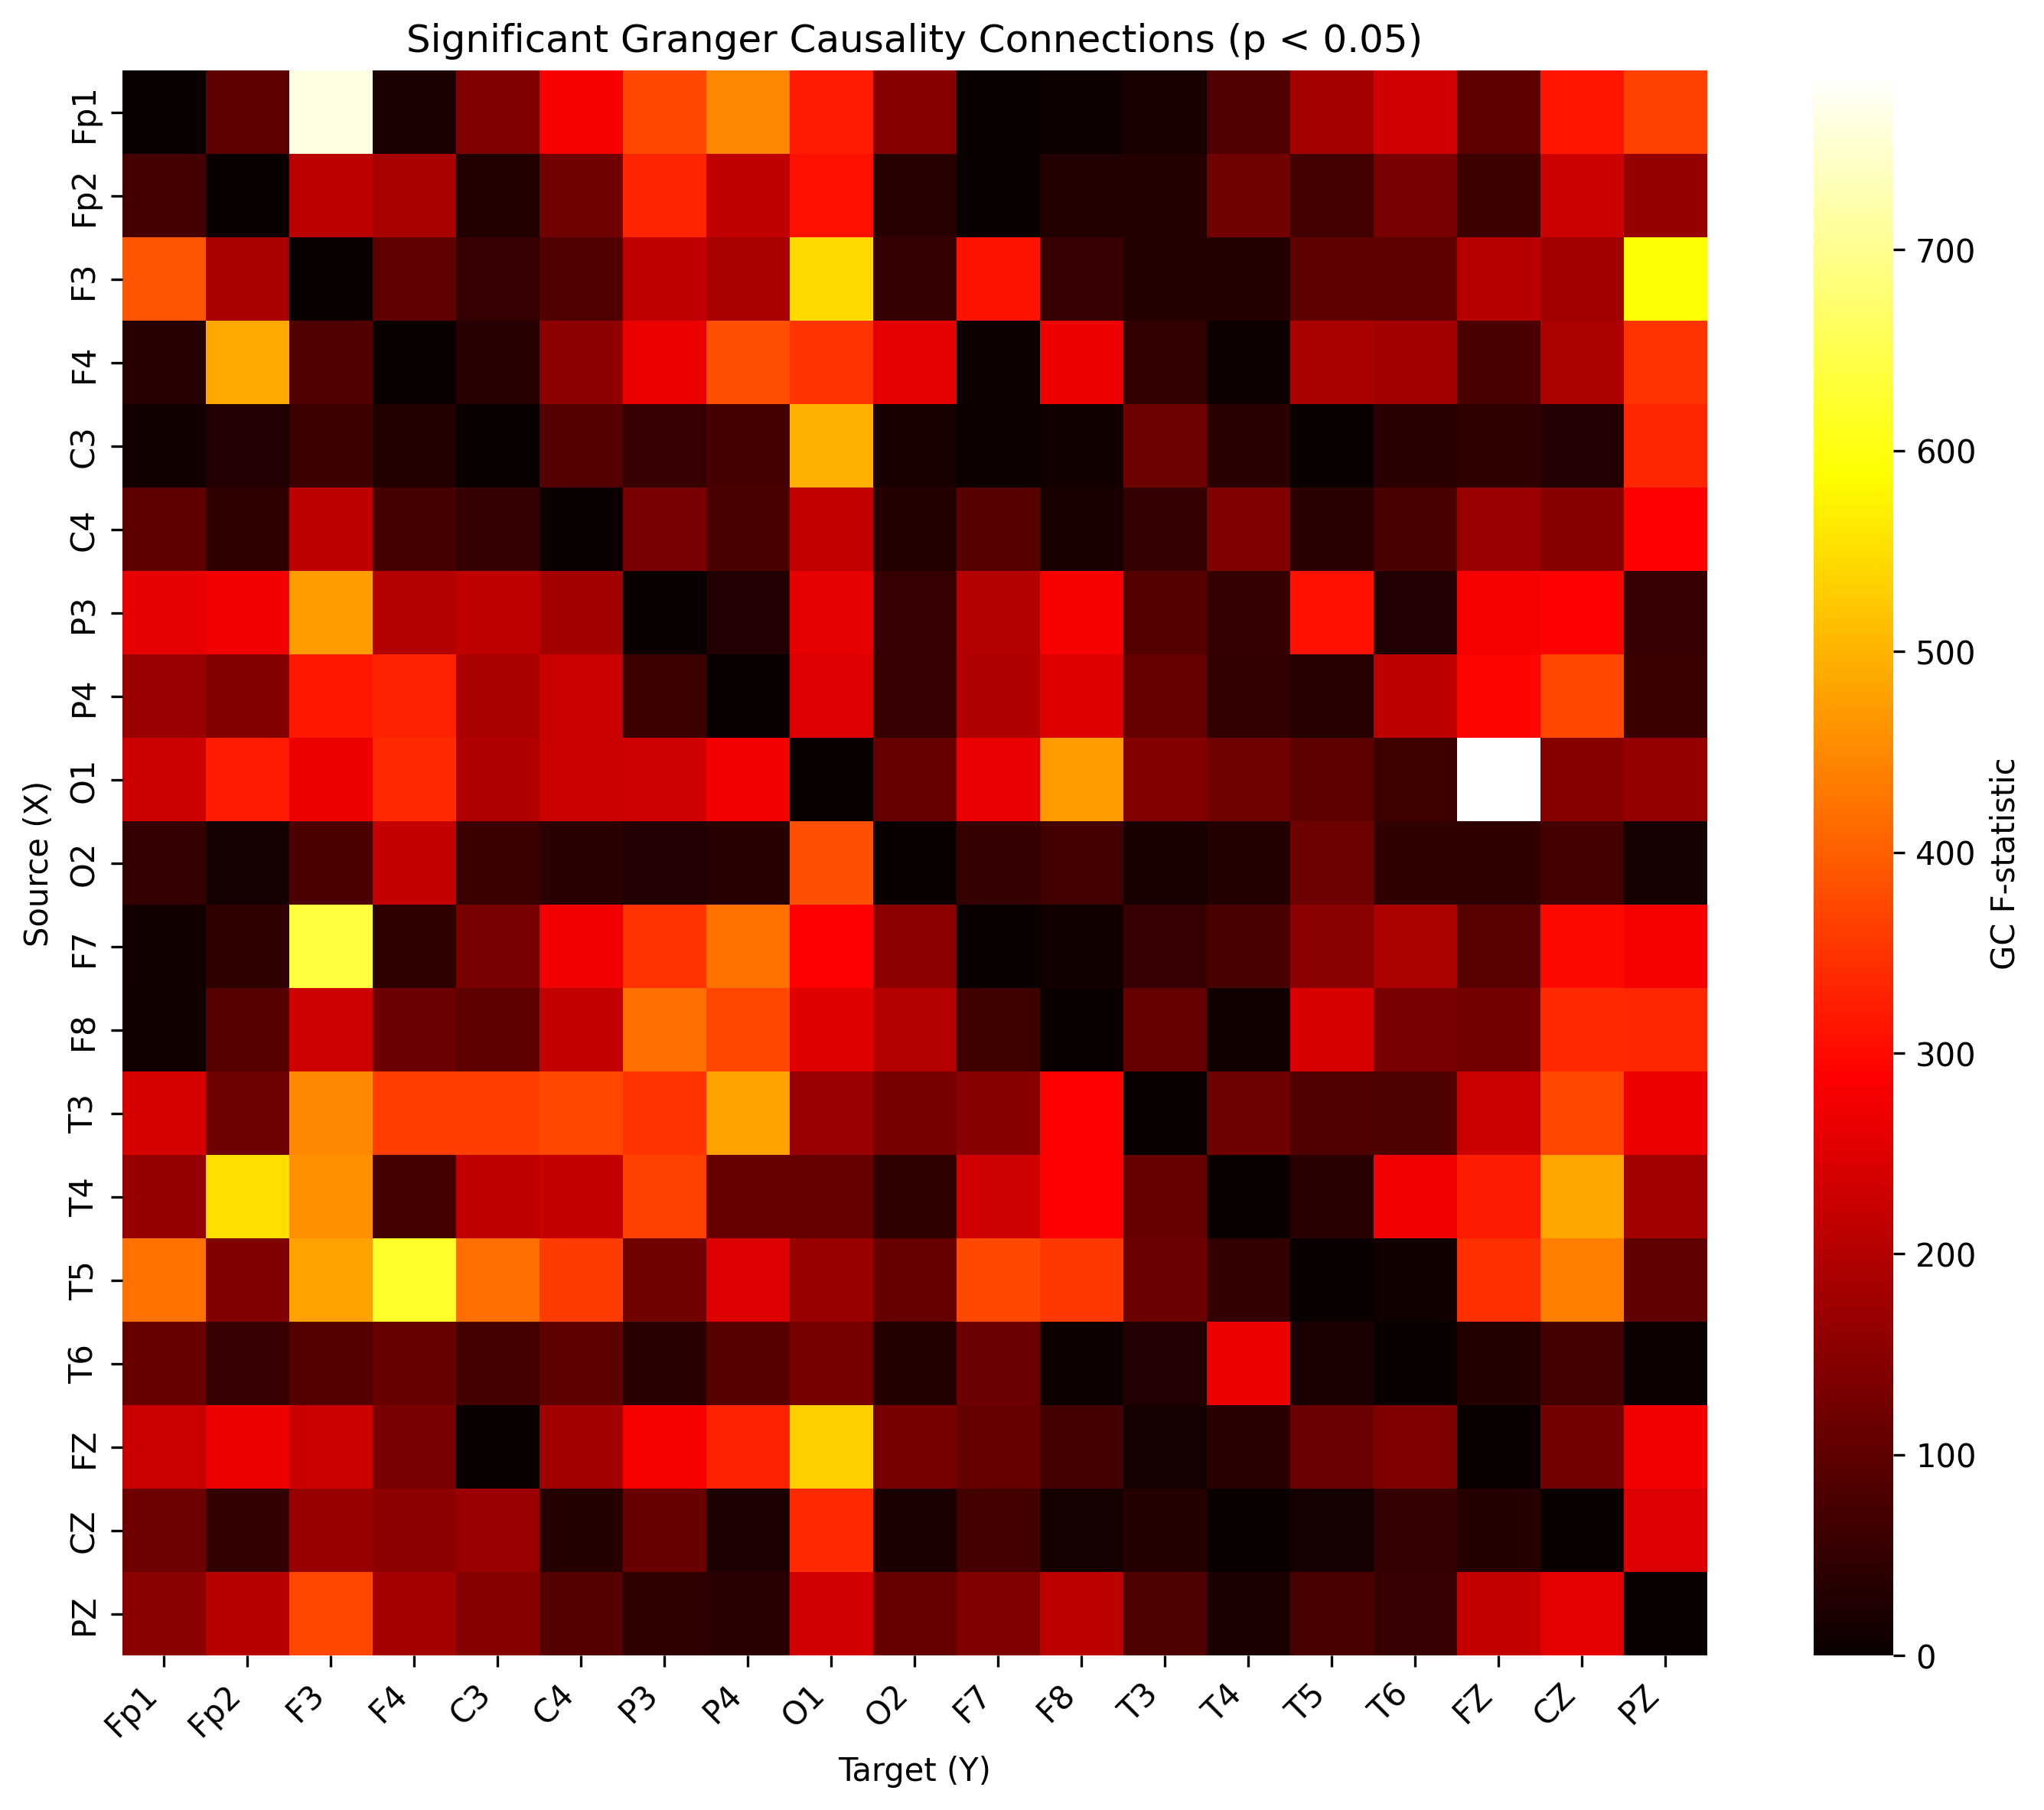 Significant Granger Causality Connections (p < 0.05)
Fp1
Fp2
F3
F4
C3
C4
P3
P4
O1
O2
F7
F8
T3
T4
T5
T6
FZ
CZ
PZ
Source (X)
Fp1 Fp2 F3 F4 C3 C4 P3 P4 O1 O2 F7 F8 T3 T4 T5 T6 FZ CZ PZ
Target (Y)
700
600
500
400
300
200
100
0
GC F-statistic